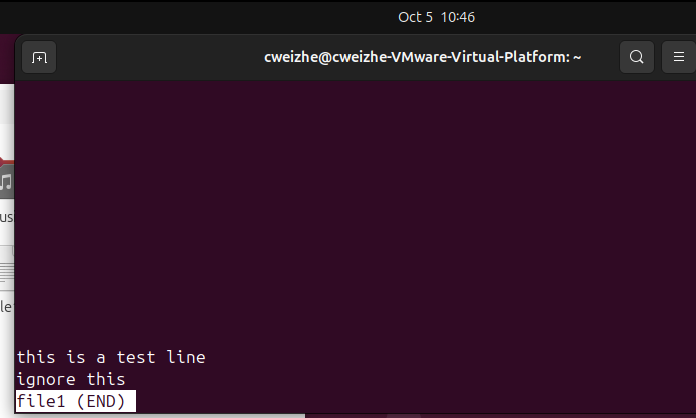 Oct 5 10:46
cweizhe@cweizhe-VMware-Virtual-Platform: ~
this is a test line
ignore this
file1 (END)